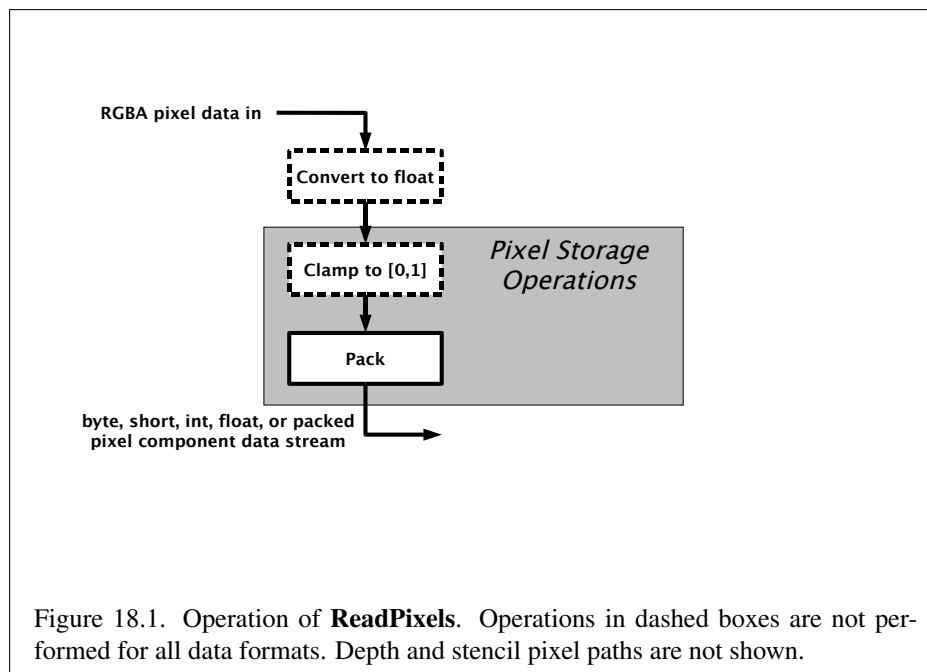 RGBA pixel data in
Convert to float
Clamp to [0,1]
Pixel Storage
Operations
Pack
byte, short, int, float, or packed
pixel component data stream
Figure 18.1. Operation of ReadPixels. Operations in dashed boxes are not per-
formed for all data formats. Depth and stencil pixel paths are not shown.